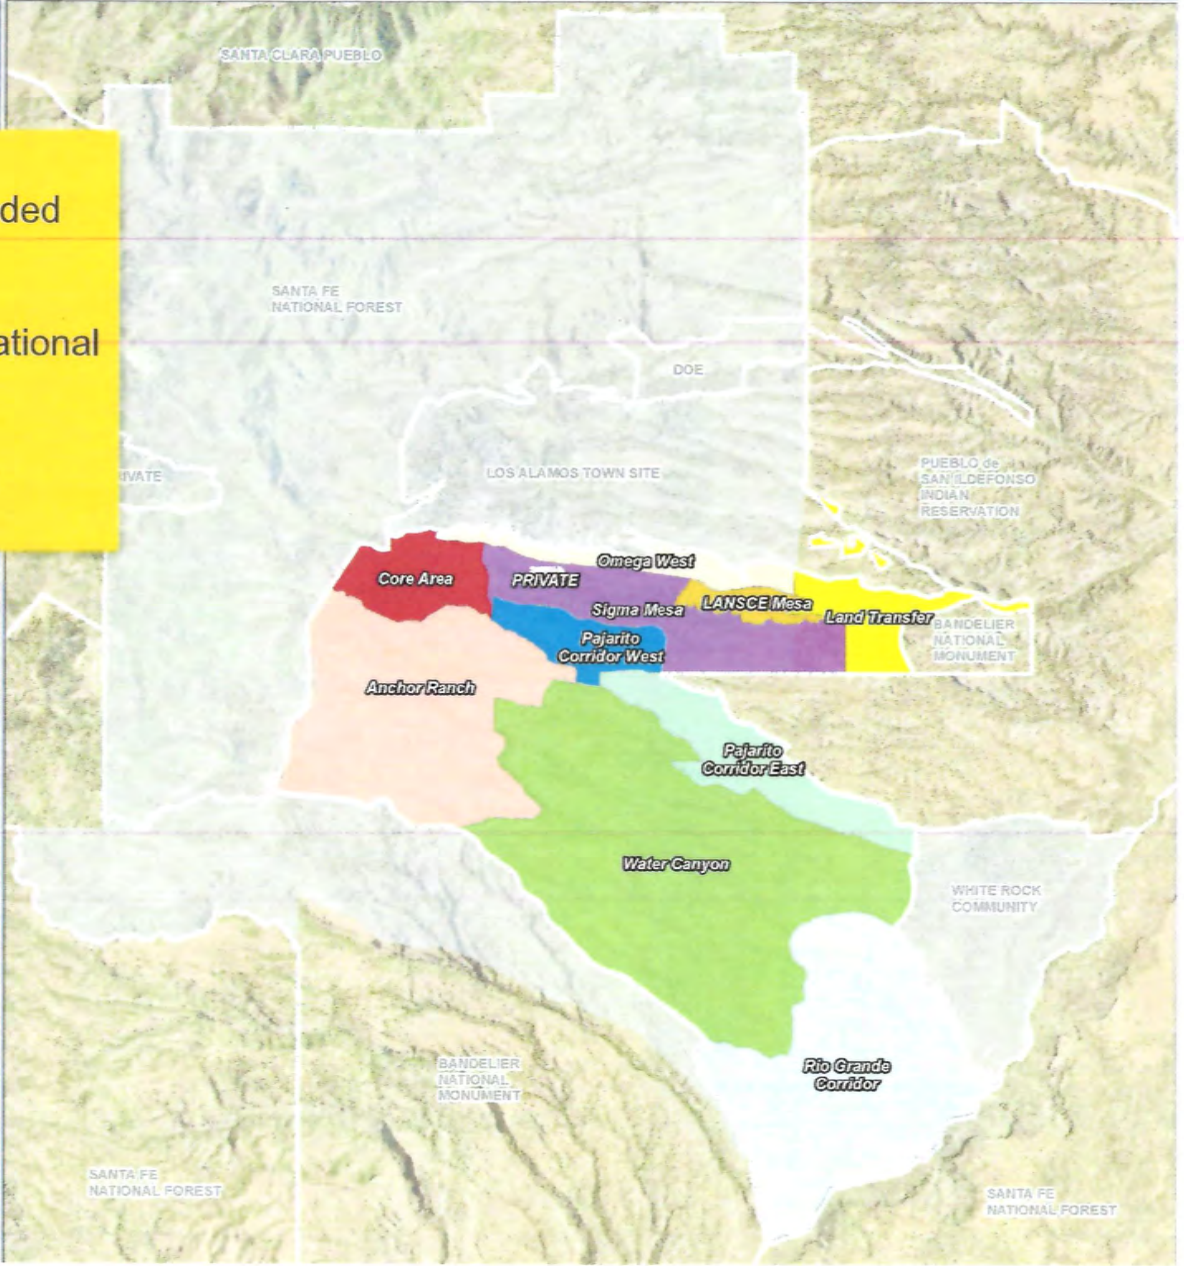 SANTA CLARA PUEBLO
ded
SANTA FE
NATIONAL FOREST
ational
DOE
IVATE
LOS ALAMOS TOWN SITE
PUEBLO de
SAN ILDEFONSO
INDIAN
RESERVATION
Omega West
Core Area
PRIVATE
LANSCE Mesa
Sigma Mesa
Land Transfer
BANDELIER
NATIONAL
MONUMENT
Pajarito
Corridor West
Anchor Ranch
Pajarito
Corridor East
Water Canyon
WHITE ROCK
COMMUNITY
Rio Grande
Corridor
BANDELIER
NATIONAL
MONUMENT
SANTA FE
NATIONAL FOREST
SANTA FE
NATIONAL FOREST